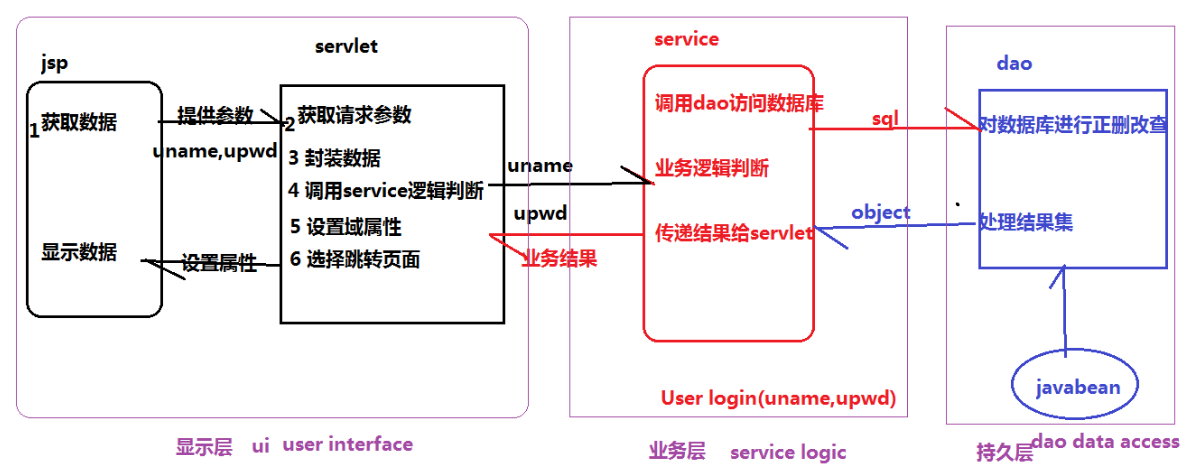 jsp
1 获取数据
显示数据
提供参数
uname,upwd
设置属性
servlet
2 获取请求参数
3 封装数据
4 调用service逻辑判断
5 设置域属性
6 选择跳转页面
uname
upwd
业务结果
service
调用dao访问数据库
业务逻辑判断
传递结果给servlet
User login(uname,upwd)
sql
object
dao
对数据库进行正删改查
处理结果集
javabean
显示层 ui user interface
业务层 service logic
持久层 dao data access